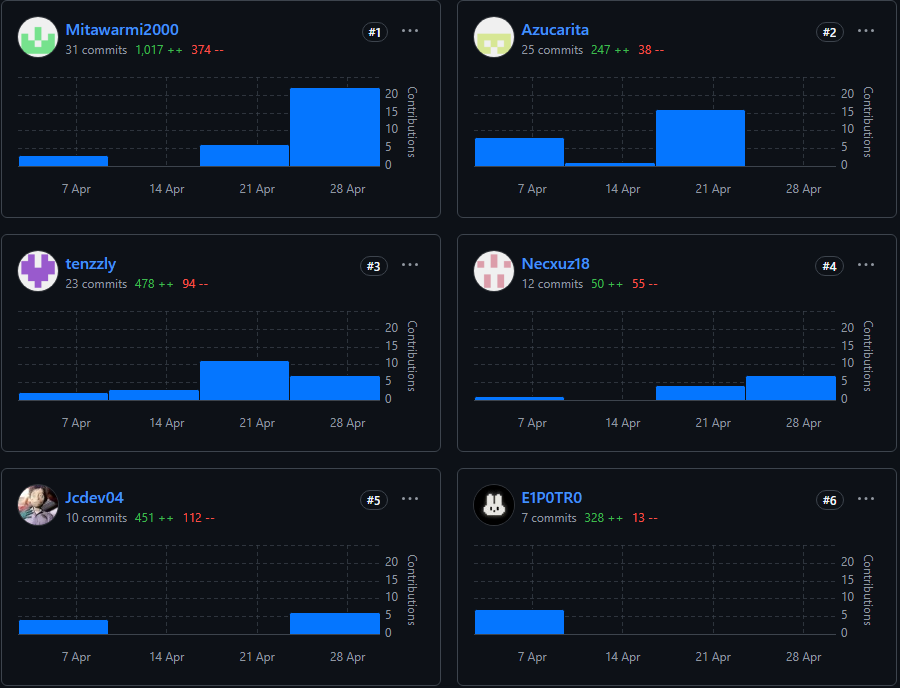 Mitawarmi2000
#1
31 commits 1,017 ++ 374 --
20
15
10
5
0
Contributions
7 Apr 14 Apr 21 Apr 28 Apr
Azucarita
#2
25 commits 247 ++ 38 --
20
15
10
5
0
Contributions
7 Apr 14 Apr 21 Apr 28 Apr
tenzzly
#3
23 commits 478 ++ 94 --
20
15
10
5
0
Contributions
7 Apr 14 Apr 21 Apr 28 Apr
Necxuz18
#4
12 commits 50 ++ 55 --
20
15
10
5
0
Contributions
7 Apr 14 Apr 21 Apr 28 Apr
Jcdev04
#5
10 commits 451 ++ 112 --
20
15
10
5
0
Contributions
7 Apr 14 Apr 21 Apr 28 Apr
E1P0TR0
#6
7 commits 328 ++ 13 --
20
15
10
5
0
Contributions
7 Apr 14 Apr 21 Apr 28 Apr